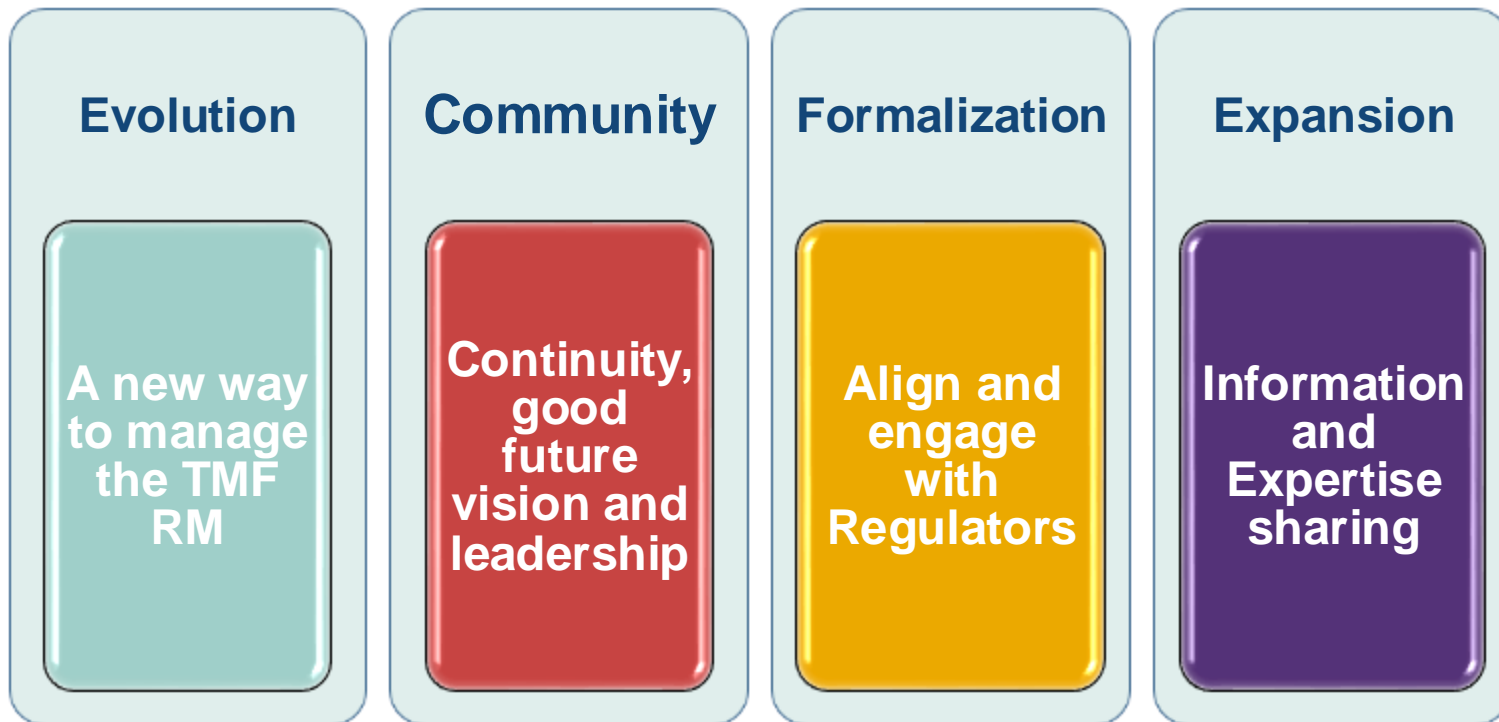 Evolution
A new way
to manage
the TMF
RM
Community
Continuity,
good
future
vision and
leadership
Formalization
Align and
engage
with
Regulators
Expansion
Information
and
Expertise
sharing